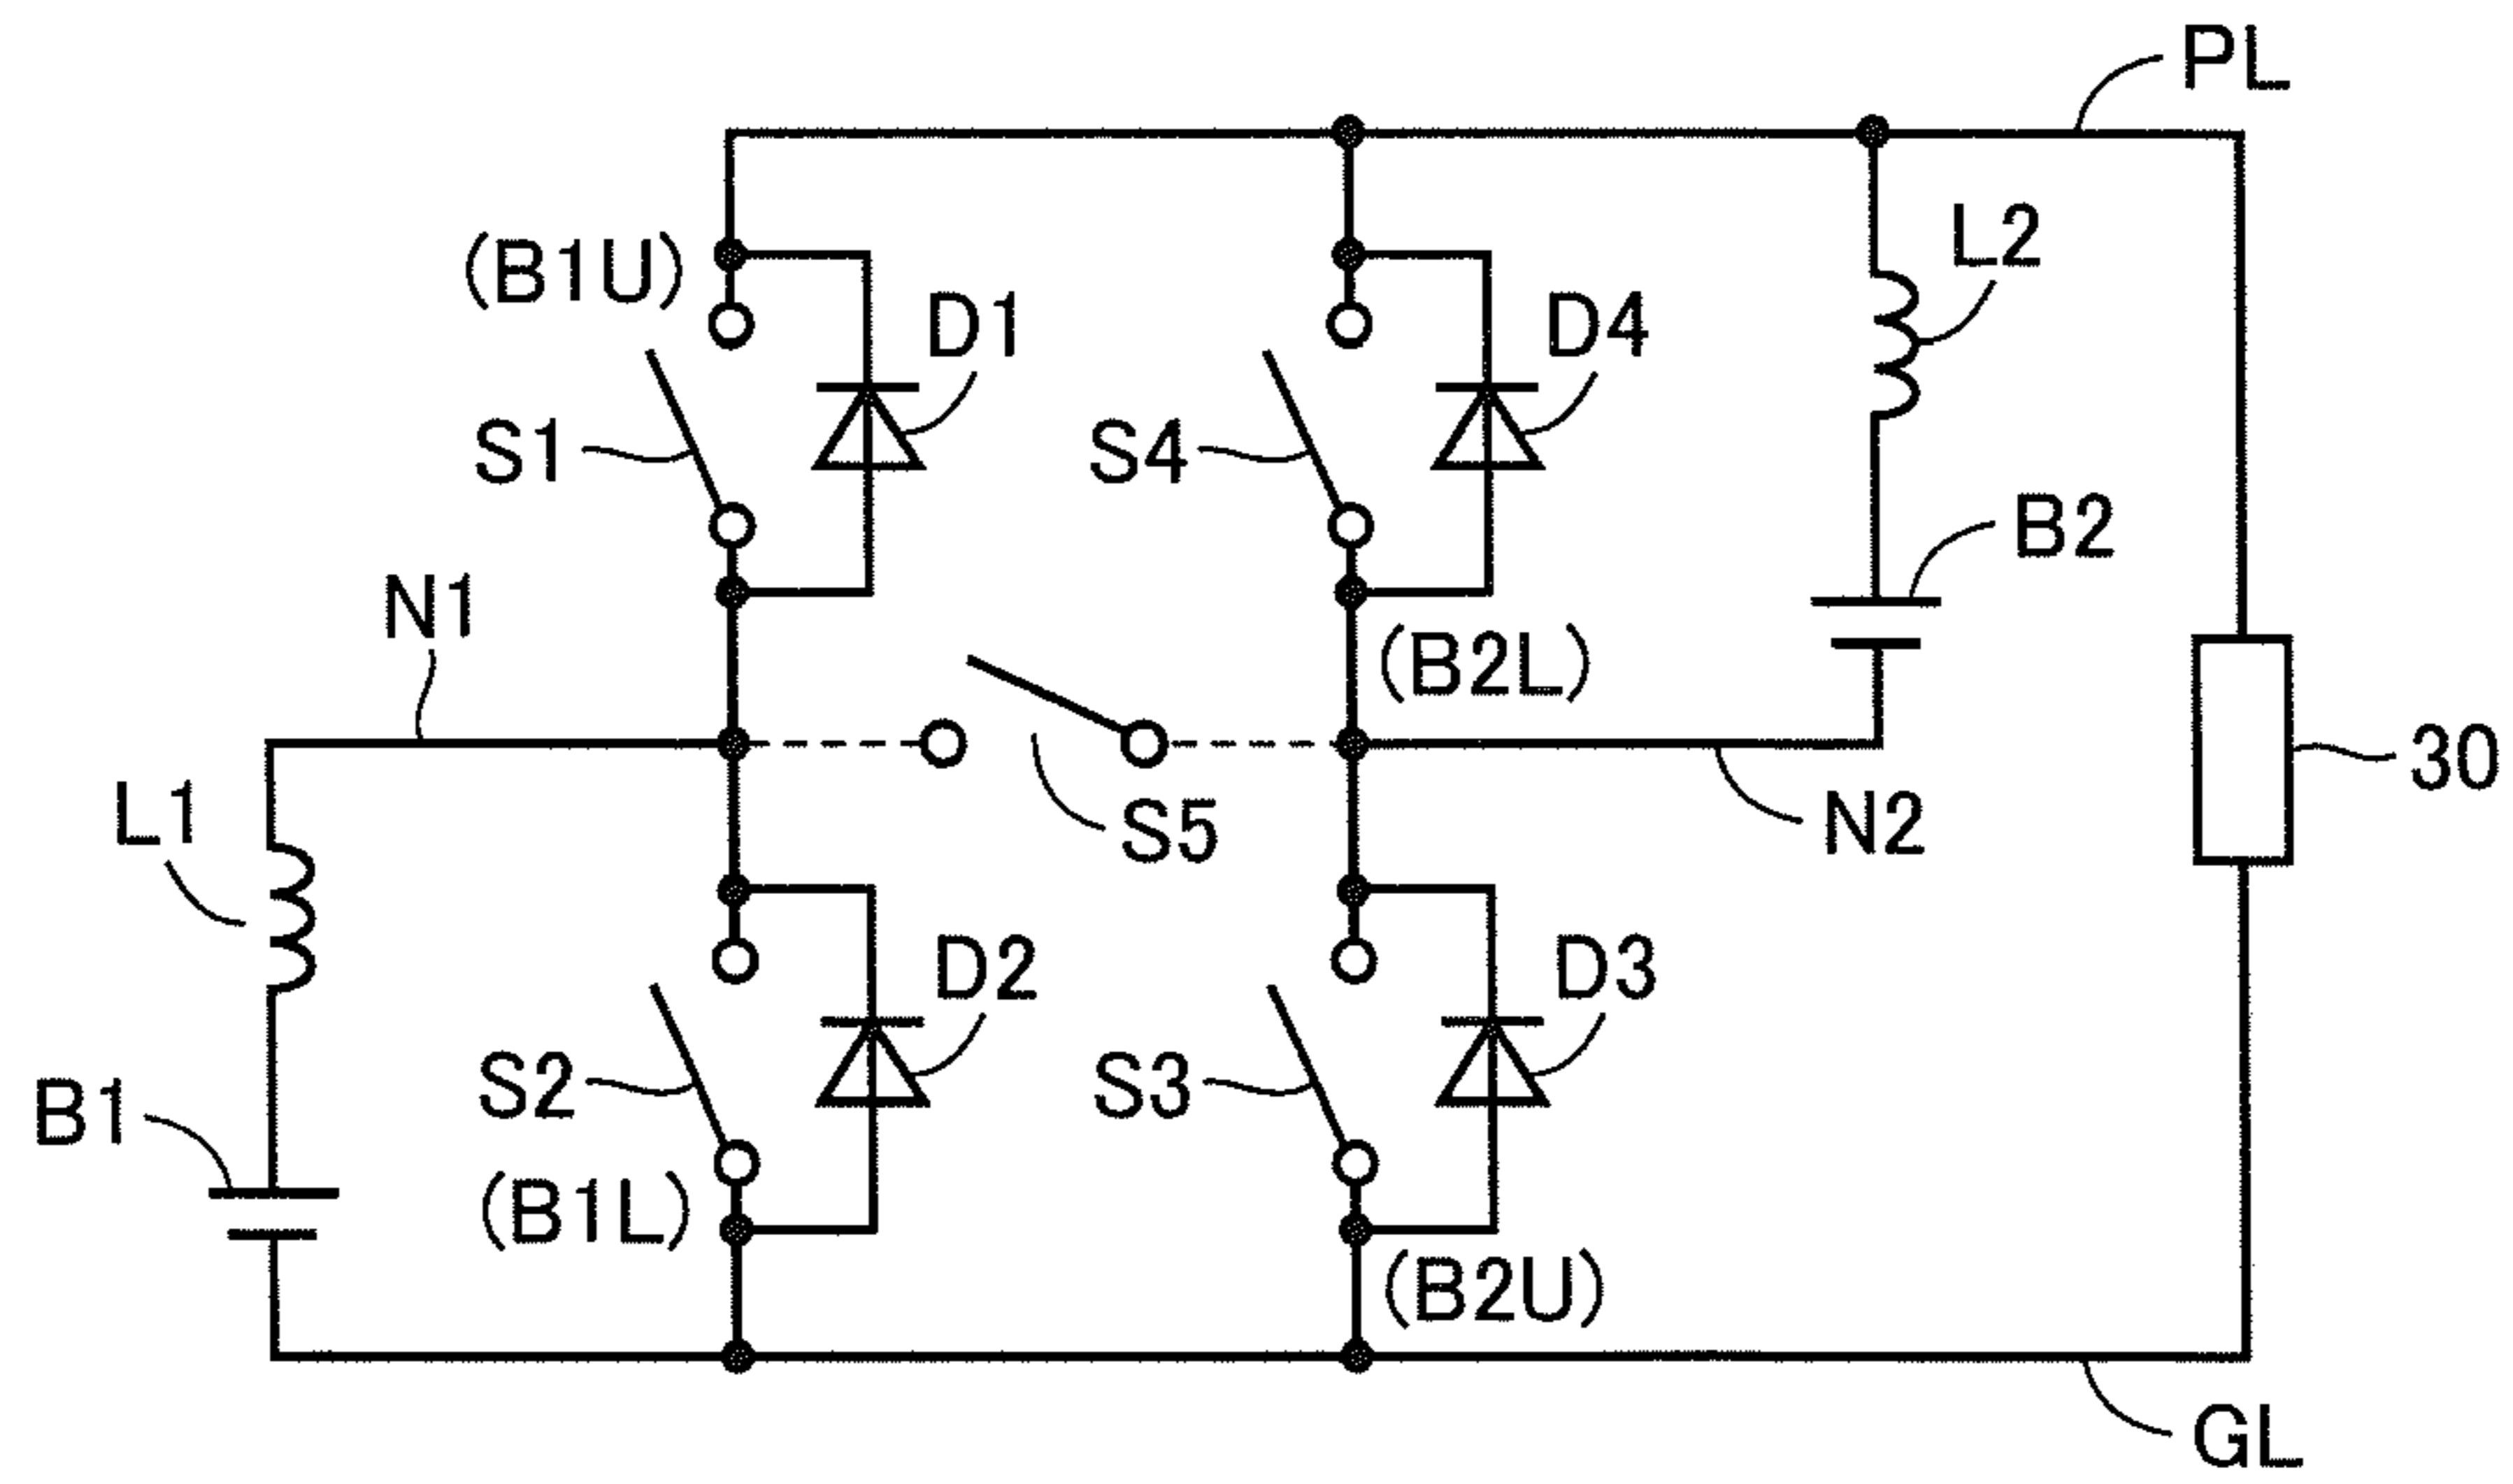 PL
(B1U)
L2
D1
D4
S1
S4
B2
N1
(B2L)
30
L1
S5
N2
D2
D3
S2
S3
B1
(B1L)
(B2U)
GL